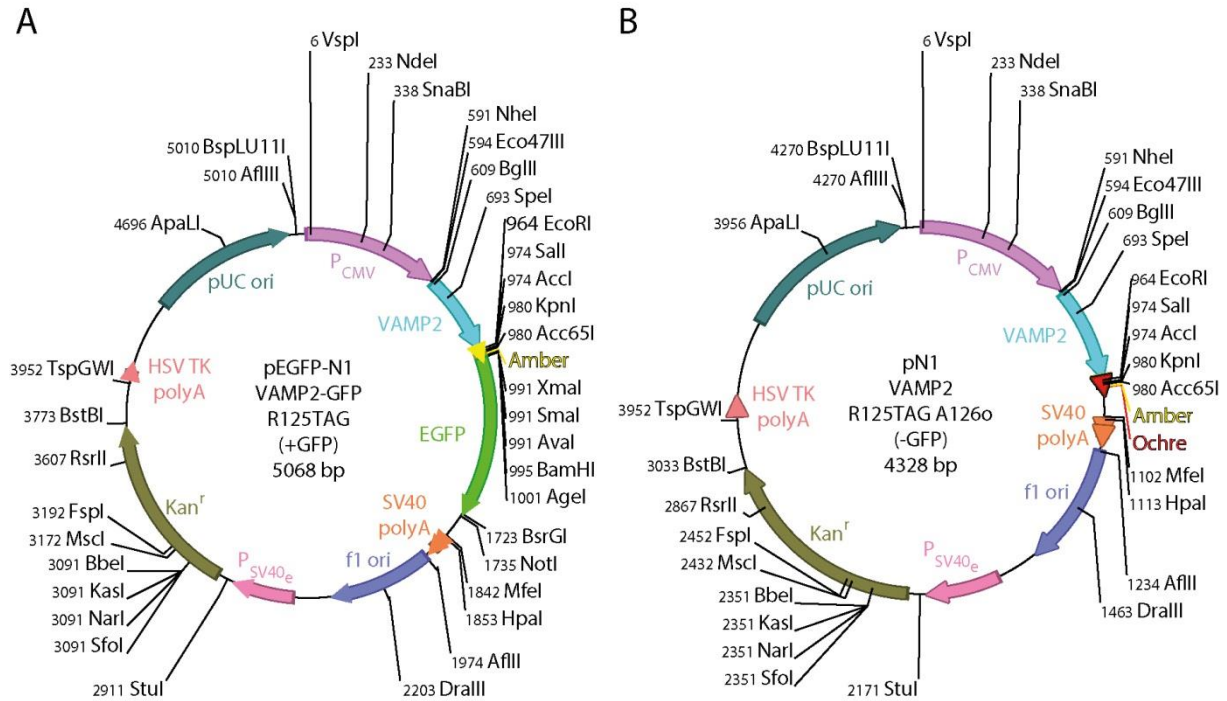 A
6 VspI
233 NdeI
338 SnaBI
591 NheI
594 Eco47III
609 BglII
693 SpeI
964 EcoRI
974 SalI
974 AccI
980 KpnI
980 Acc65I
Amber
991 XmaI
991 SmaI
991 AvaI
995 BamHI
1001 AgeI
1723 BsrGI
1735 NotI
1842 MfeI
1853 HpaI
1974 AflII
2203 DraIII
2911 StuI
3091 SfoI
3091 NarI
3091 KasI
3091 BbeI
3172 MscI
3192 FspI
3607 RsrII
3773 BstBI
3952 TspGWI
4696 ApaLI
5010 AflIII
5010 BspLU11I
PCMV
VAMP2
EGFP
SV40
polyA
f1 ori
PSV40e
Kanr
HSV TK
polyA
pUC ori
pEGFP-N1
VAMP2-GFP
R125TAG
(+GFP)
5068 bp
B
6 VspI
233 NdeI
338 SnaBI
591 NheI
594 Eco47III
609 BglII
693 SpeI
964 EcoRI
974 SalI
974 AccI
980 KpnI
980 Acc65I
Amber
Ochre
1102 MfeI
1113 HpaI
1234 AflII
1463 DraIII
2171 StuI
2351 SfoI
2351 NarI
2351 KasI
2351 BbeI
2432 MscI
2452 FspI
2867 RsrII
3033 BstBI
3952 TspGWI
3956 ApaLI
4270 AflIII
4270 BspLU11I
PCMV
VAMP2
SV40
polyA
f1 ori
PSV40e
Kanr
HSV TK
polyA
pUC ori
pN1
VAMP2
R125TAG A126o
(-GFP)
4328 bp